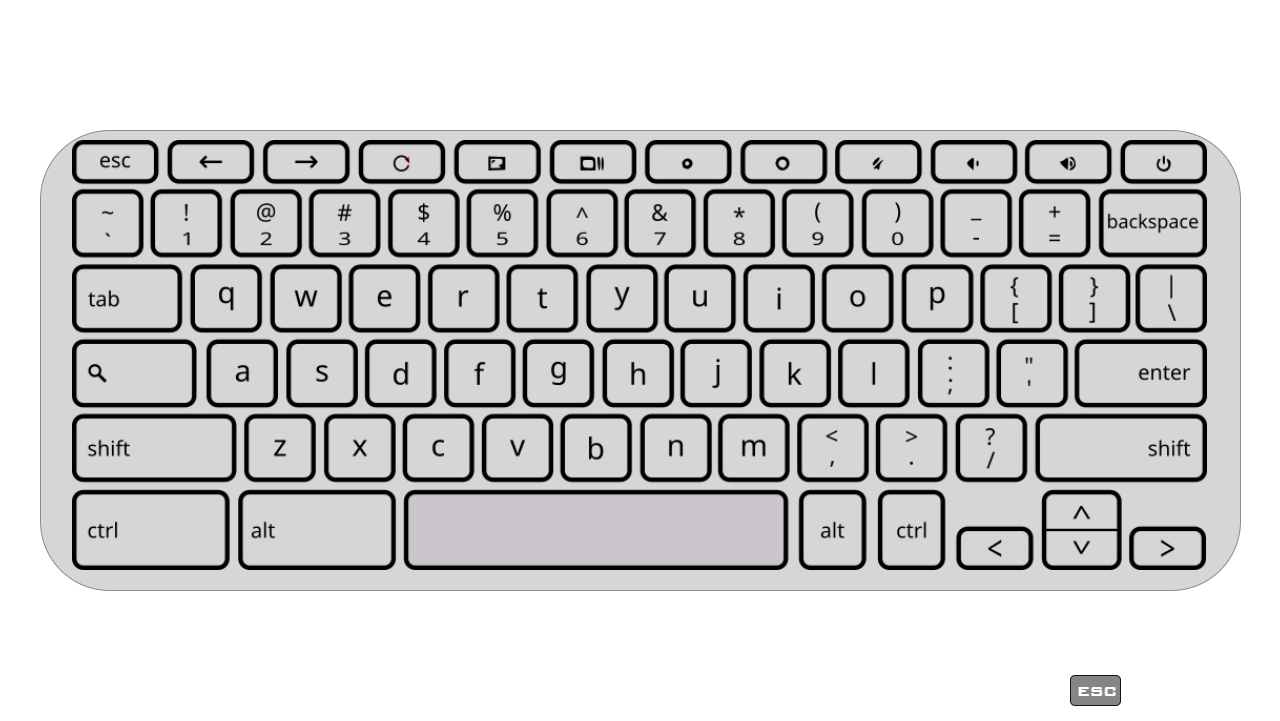 esc
~ ! @ # $ % ^ & * ( ) _ +
` 1 2 3 4 5 6 7 8 9 0 - = backspace
tab q w e r t y u i o p { } |
[ ] \
a s d f g h j k l : " enter
; '
shift z x c v b n m < > ? shift
, . /
ctrl alt alt ctrl < ^ v >
ESC